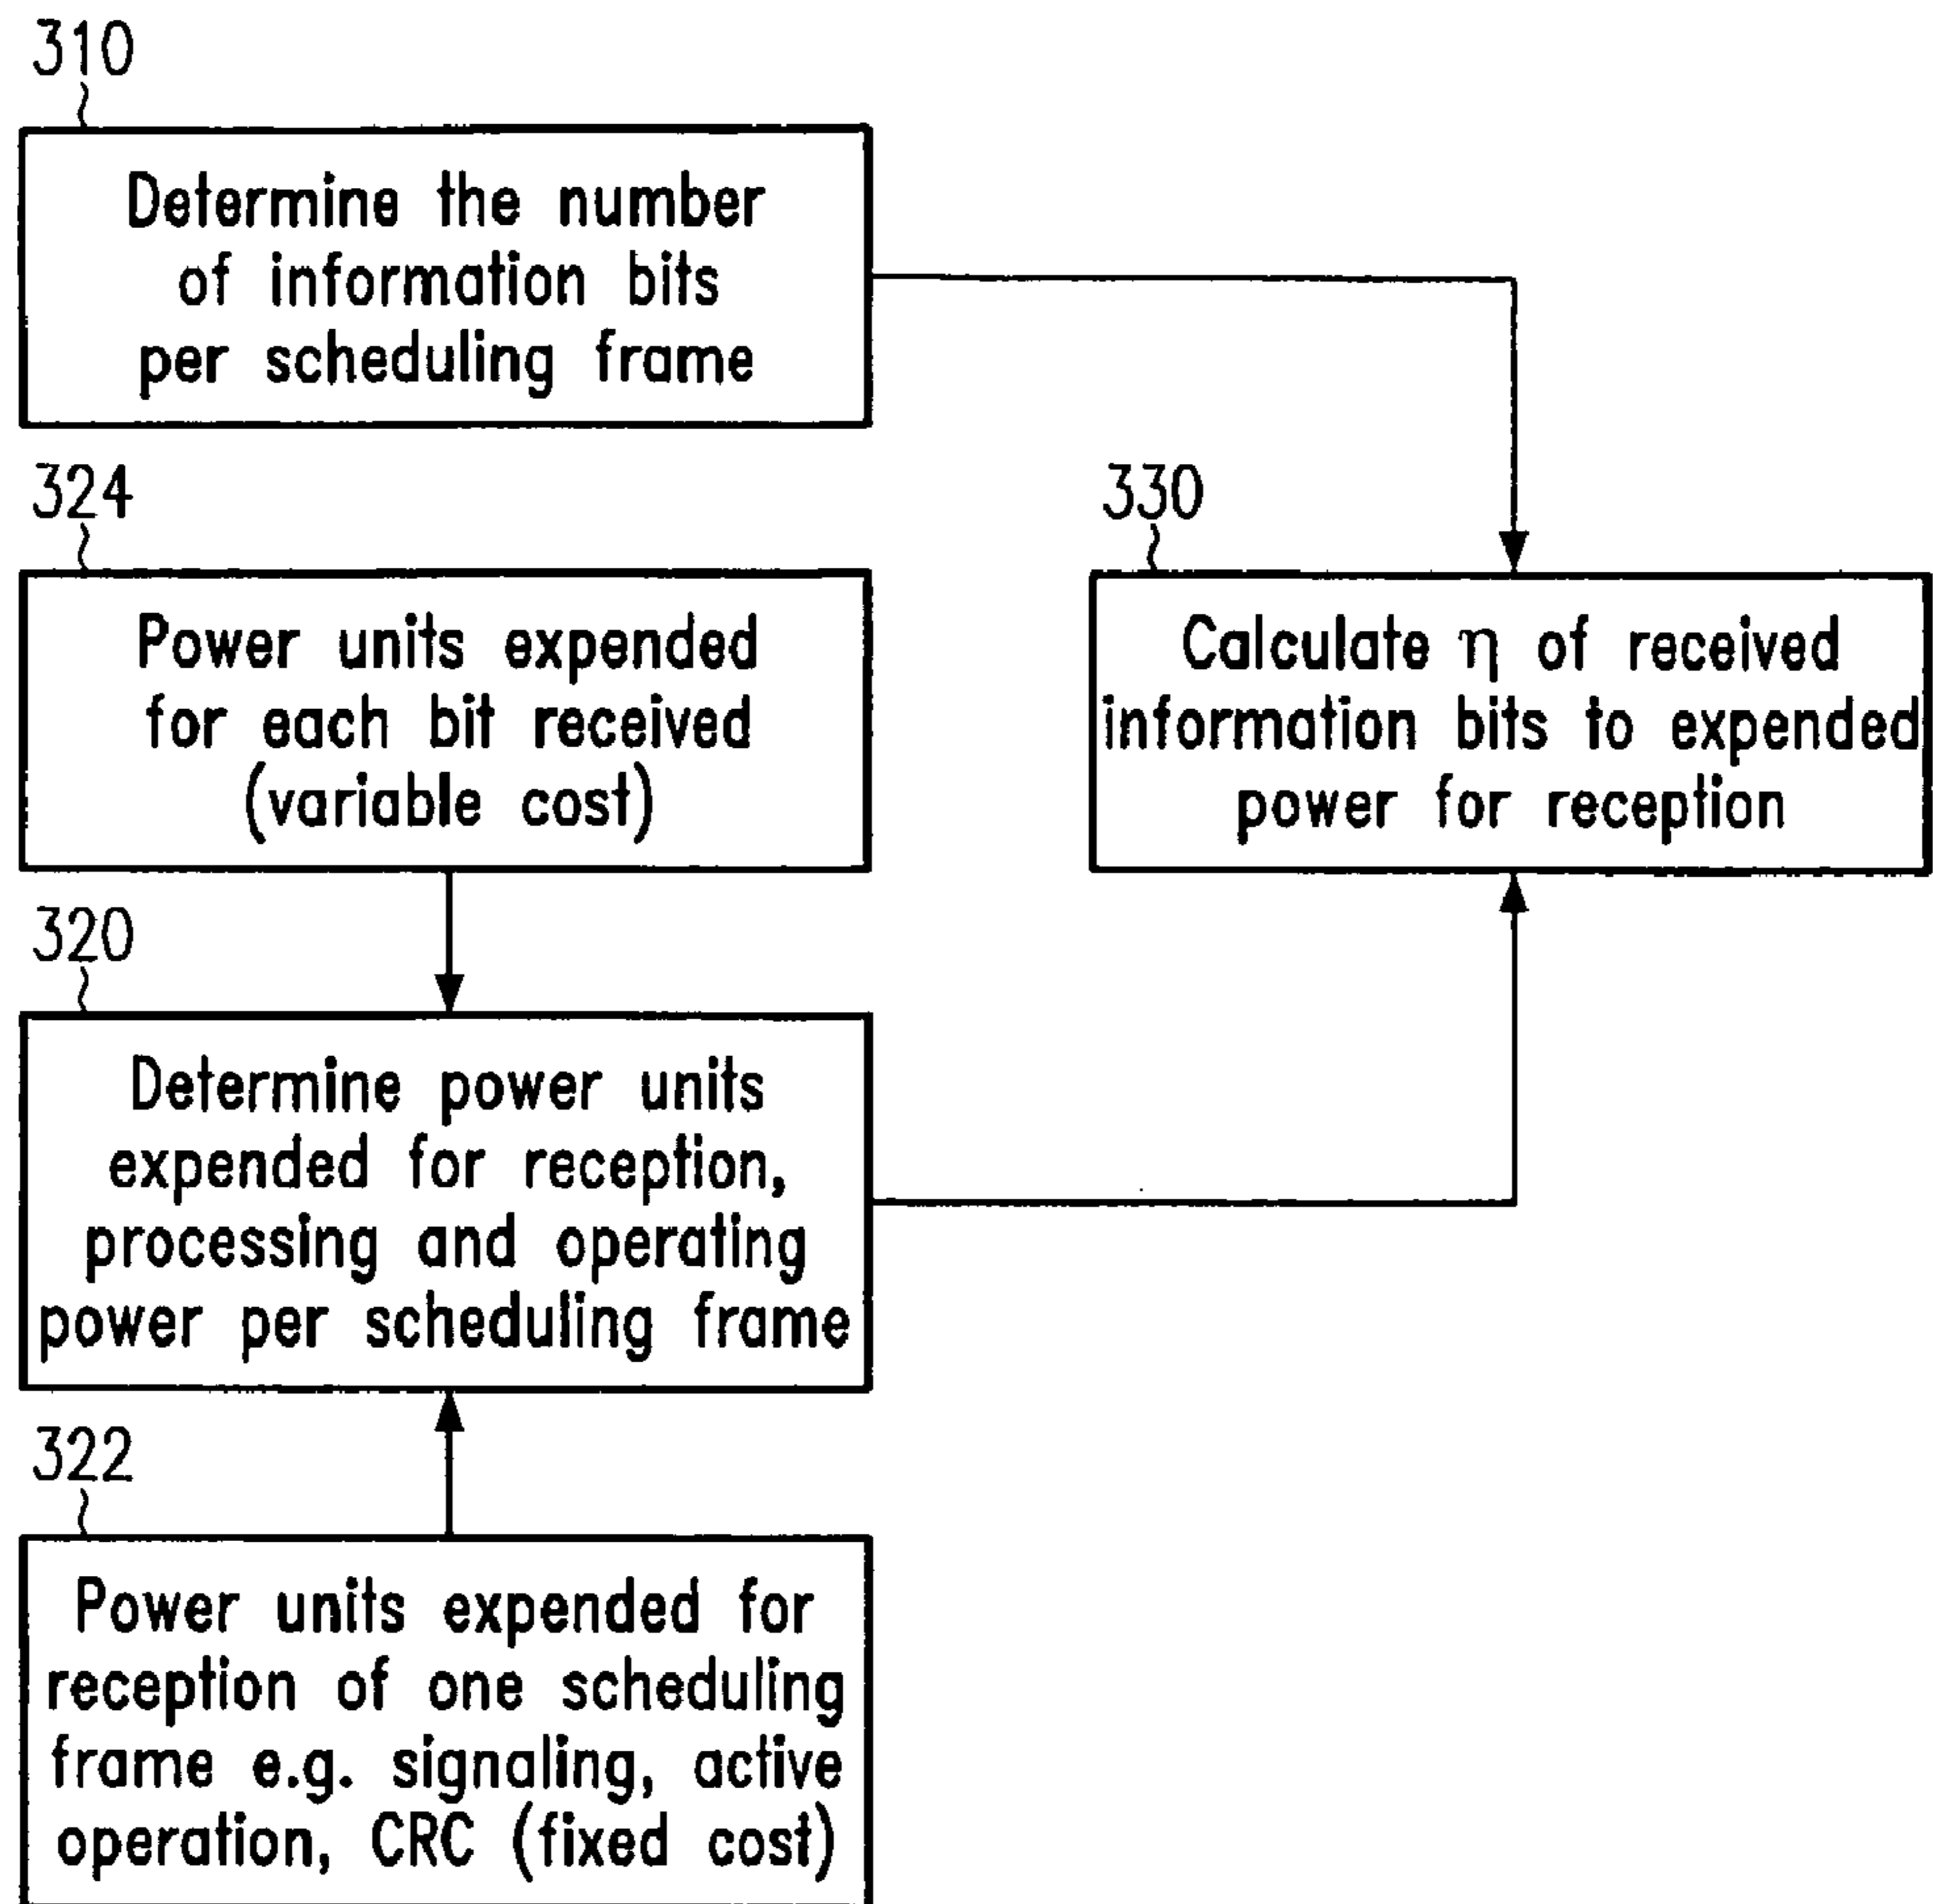 310
Determine the number
of information bits
per scheduling frame
324
Power units expended
for each bit received
(variable cost)
330
Calculate η of received
information bits to expended
power for reception
320
Determine power units
expended for reception,
processing and operating
power per scheduling frame
322
Power units expended for
reception of one scheduling
frame e.g. signaling, active
operation, CRC (fixed cost)